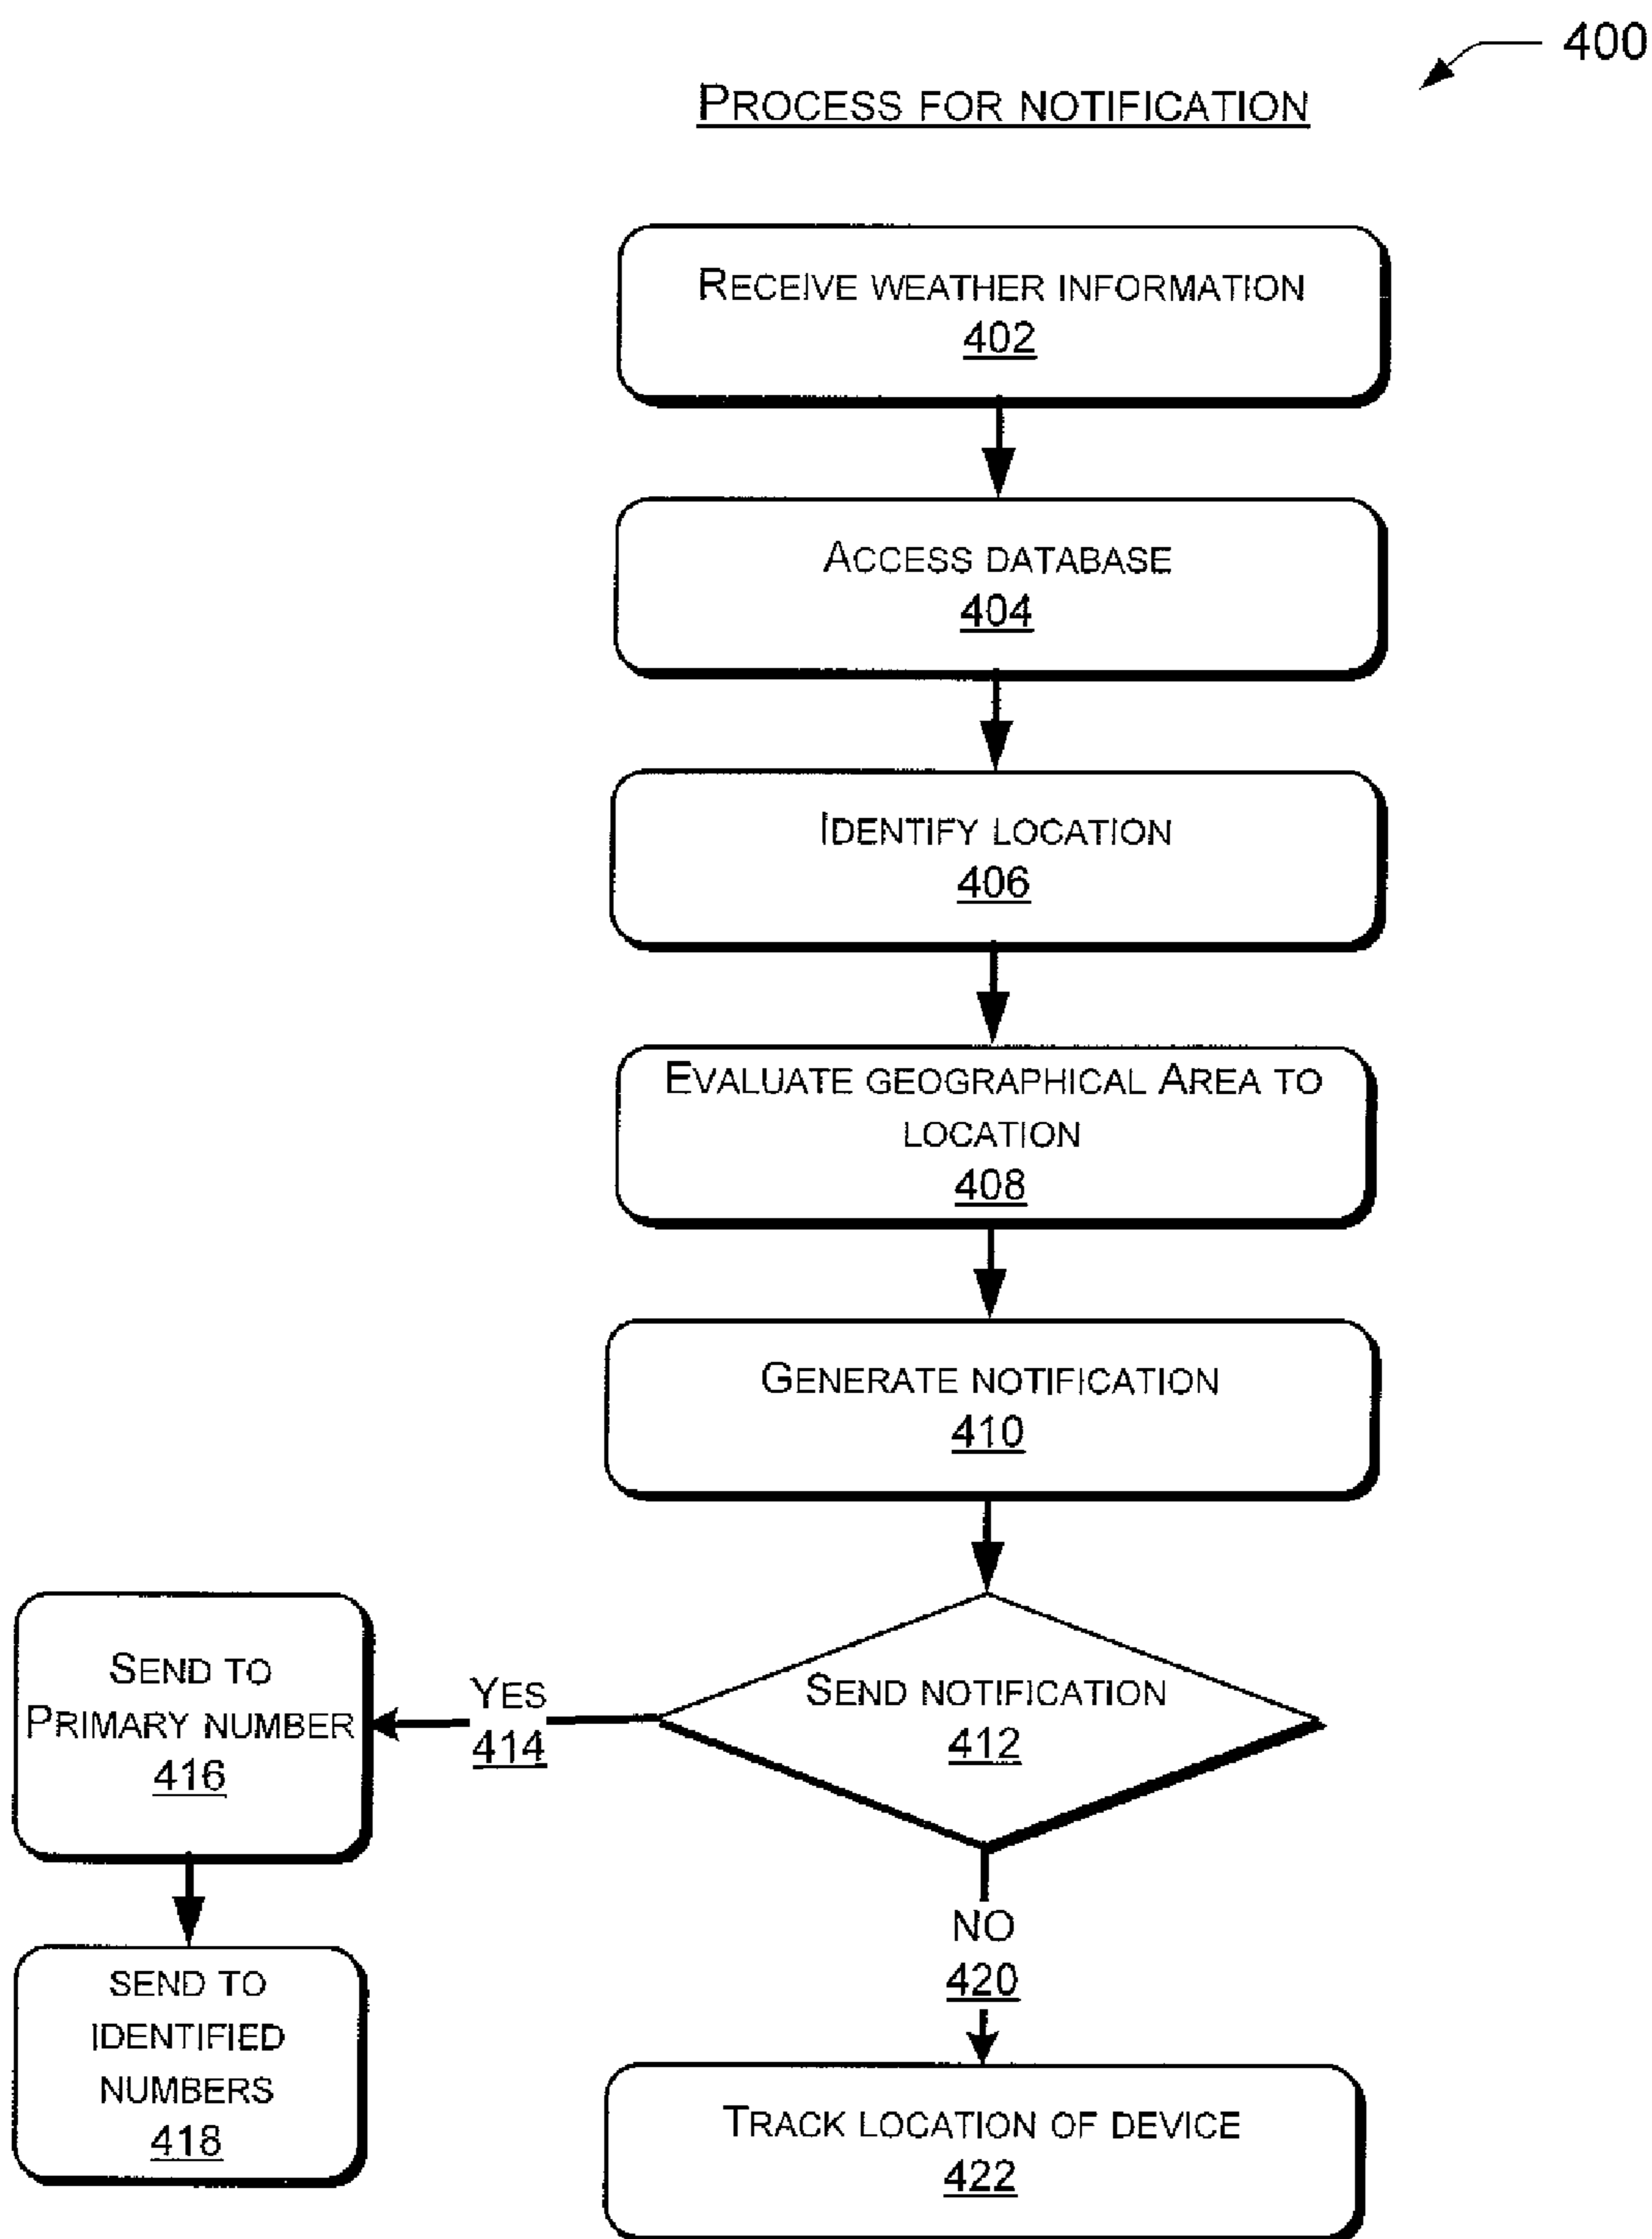 400
PROCESS FOR NOTIFICATION
RECEIVE WEATHER INFORMATION
402
ACCESS DATABASE
404
IDENTIFY LOCATION
406
EVALUATE GEOGRAPHICAL AREA TO
LOCATION
408
GENERATE NOTIFICATION
410
SEND NOTIFICATION
412
YES
414
SEND TO
PRIMARY NUMBER
416
SEND TO
IDENTIFIED
NUMBERS
418
NO
420
TRACK LOCATION OF DEVICE
422